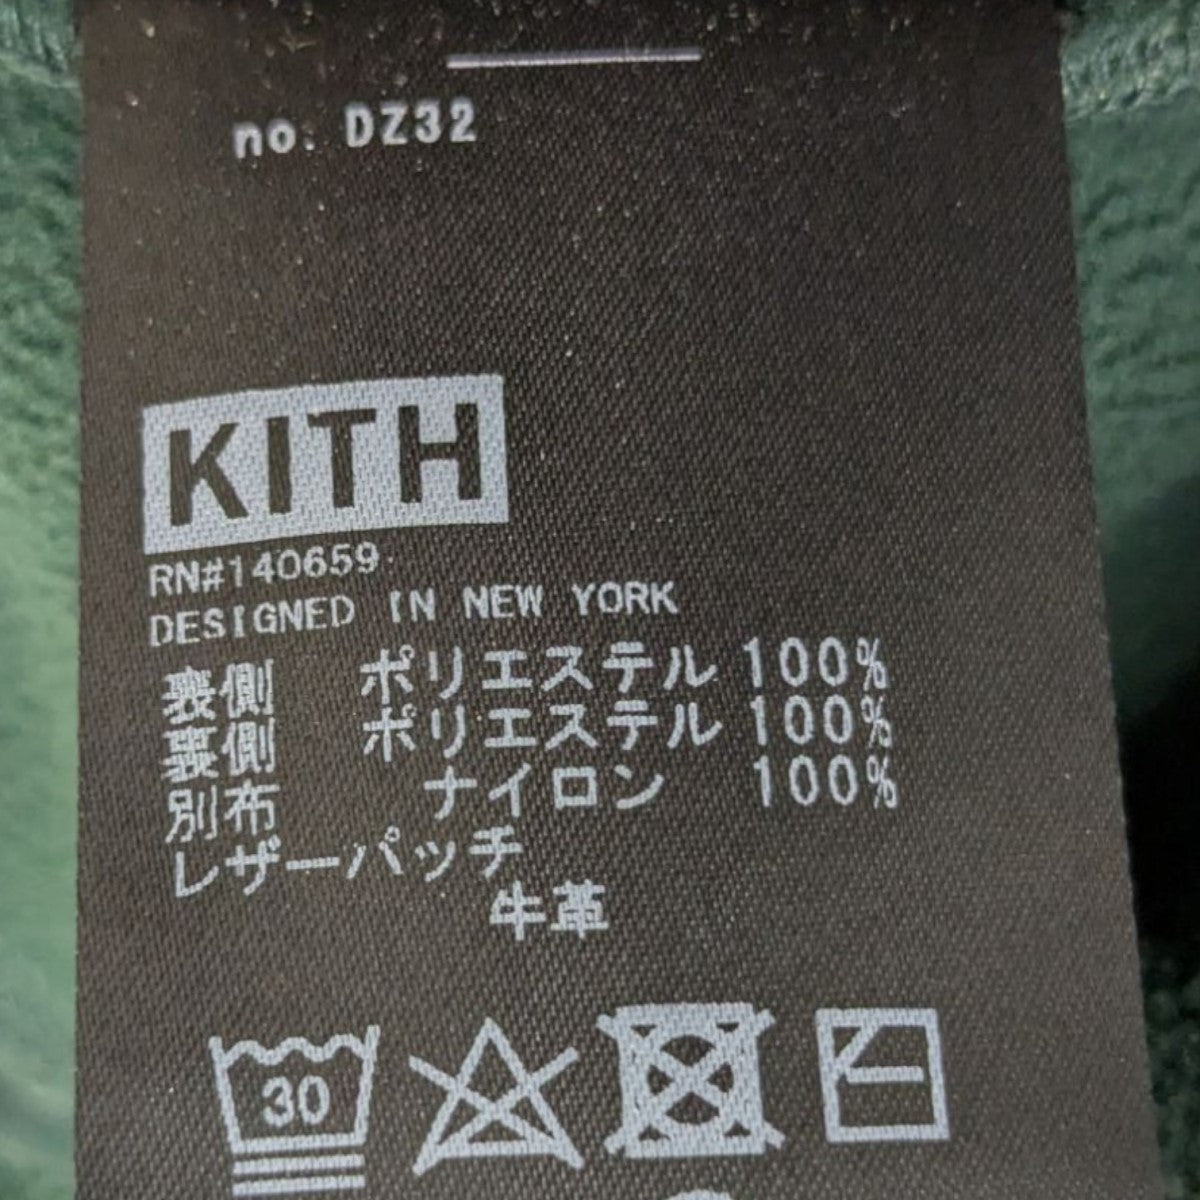 no. DZ32
KITH
RN#140659
DESIGNED IN NEW YORK
表側 ポリエステル 100%
裏側 ポリエステル 100%
別布 ナイロン 100%
レザーパッチ
牛革
30